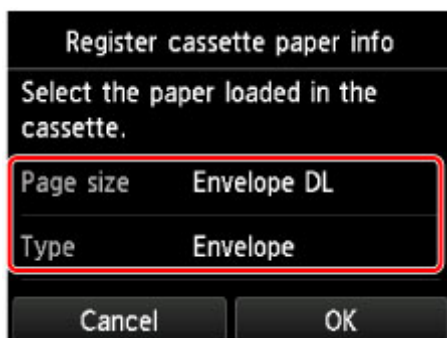 Register cassette paper info
Select the paper loaded in the
cassette.
Page size Envelope DL
Type Envelope
Cancel OK